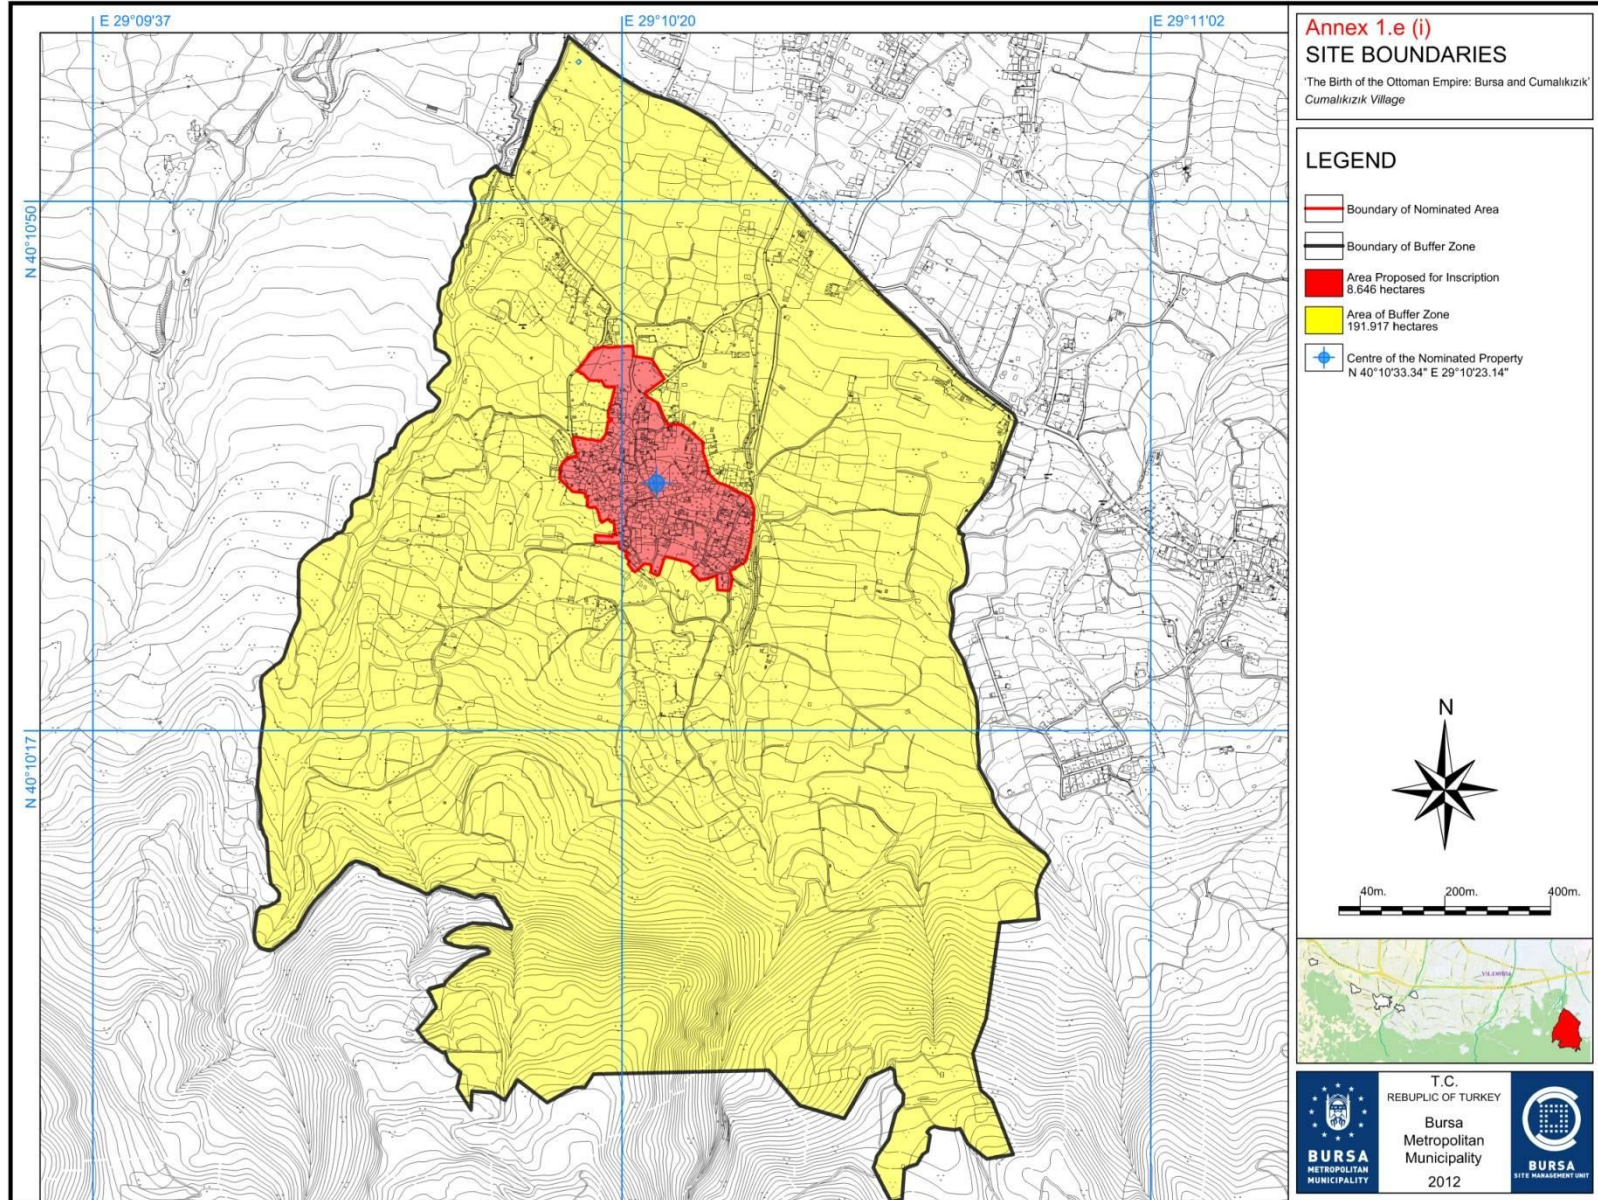 E 29°09'37
E 29°10'20
E 29°11'02
N 40°10'50
N 40°10'17
Annex 1.e (i)
SITE BOUNDARIES
'The Birth of the Ottoman Empire: Bursa and Cumalıkızık'
Cumalıkızık Village
LEGEND
Boundary of Nominated Area
Boundary of Buffer Zone
Area Proposed for Inscription
8.646 hectares
Area of Buffer Zone
191.917 hectares
Centre of the Nominated Property
N 40°10'33.34" E 29°10'23.14"
N
40m. 200m. 400m.
BURSA
METROPOLITAN
MUNICIPALITY
T.C.
REBUPLIC OF TURKEY
Bursa
Metropolitan
Municipality
2012
BURSA
SITE MANAGEMENT UNIT